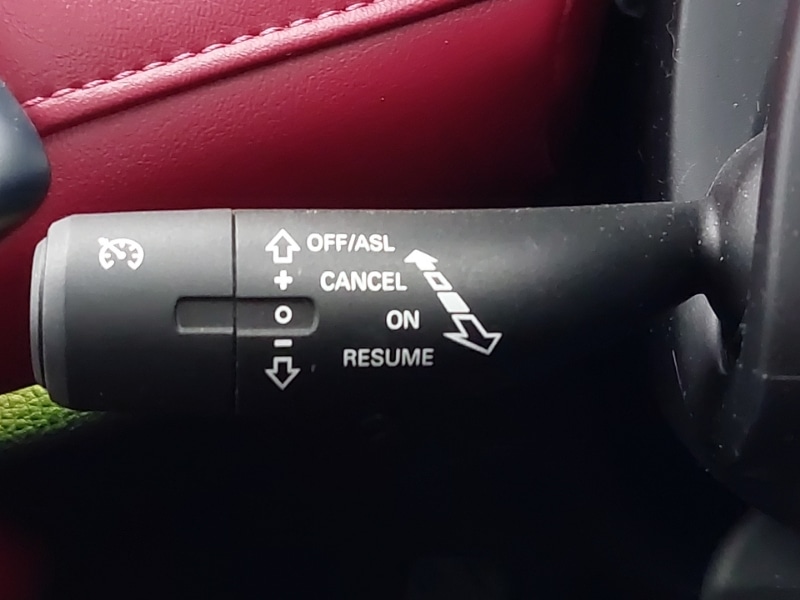 OFF/ASL
+ CANCEL
O ON
- RESUME